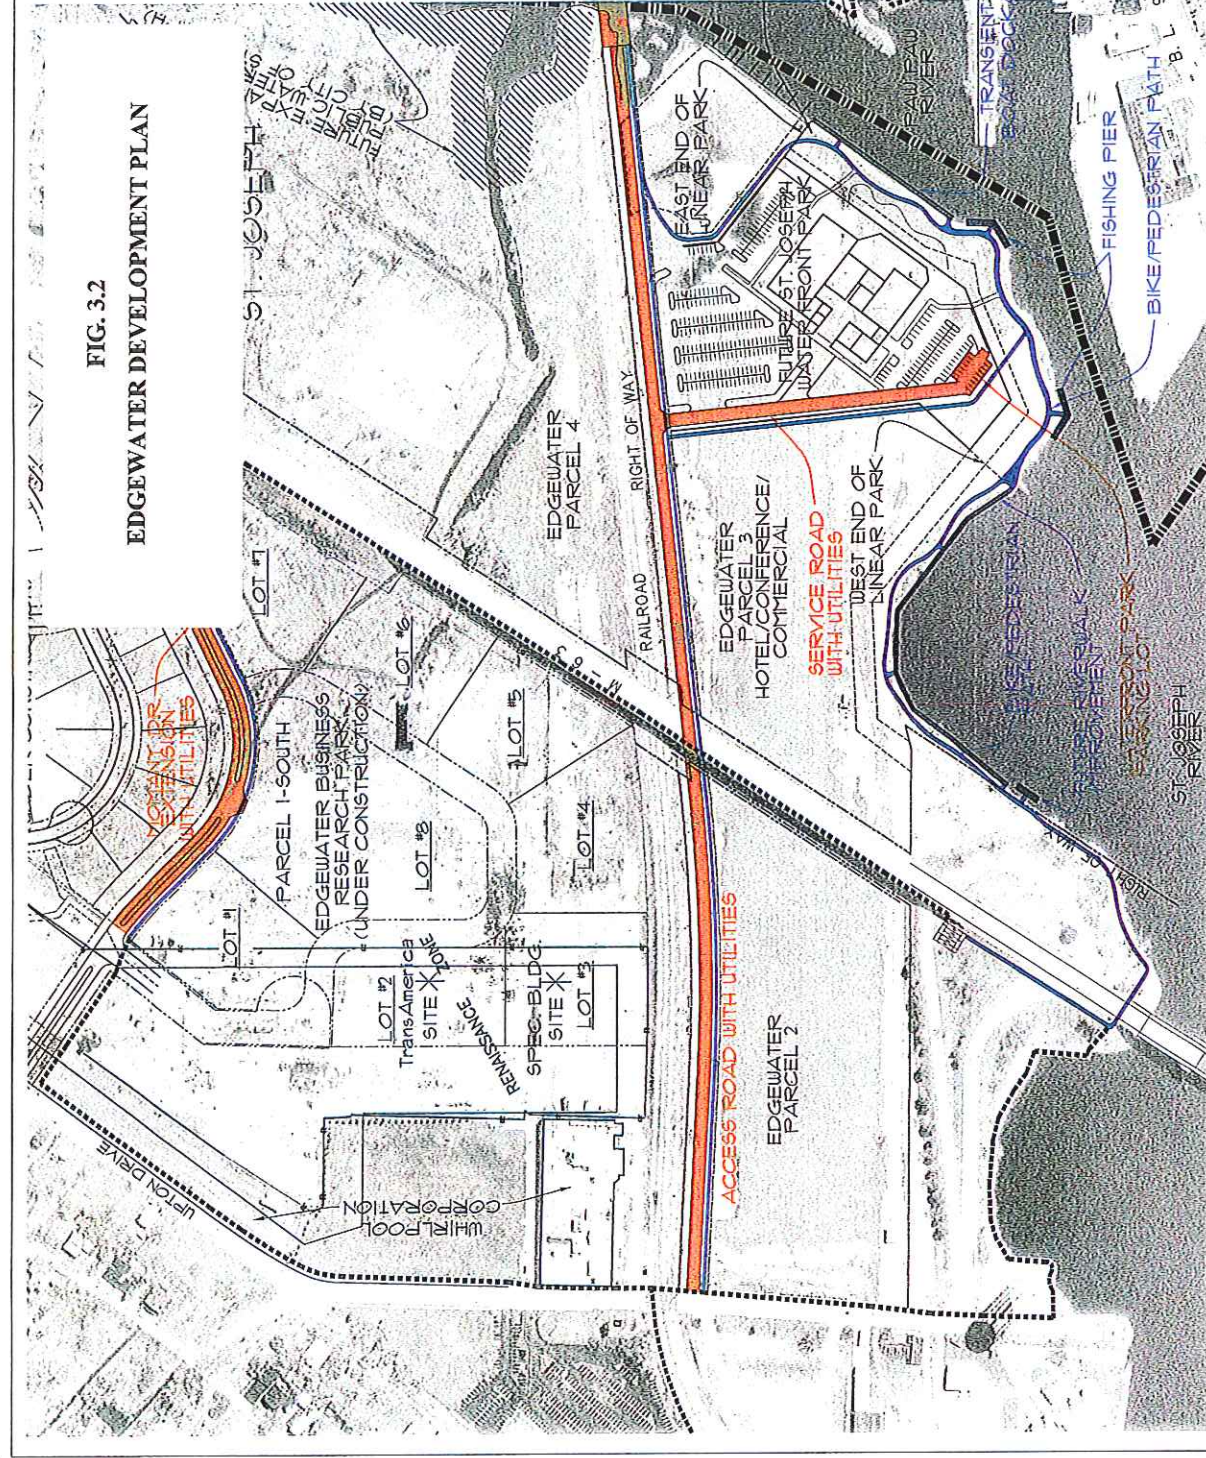 FIG. 3.2
EDGEWATER DEVELOPMENT PLAN
ST. JOSEPH
LOT #7
EXTENSION
WITH UTILITIES
PARCEL 1-SOUTH
EDGEWATER BUSINESS
RESEARCH PARK
(UNDER CONSTRUCTION)
LOT #1
LOT #8
LOT #6
LOT #5
LOT #4
LOT #2
TransAmerica
SITE
RENAISSANCE
ZONE
SPEC BLDG.
SITE
LOT #3
UPTON DRIVE
WHIRLPOOL
CORPORATION
M-63
EDGEWATER
PARCEL 4
RAILROAD
RIGHT OF WAY
ACCESS ROAD WITH UTILITIES
EDGEWATER
PARCEL 2
EDGEWATER
PARCEL 3
HOTEL/CONFERENCE/
COMMERCIAL
SERVICE ROAD
WITH UTILITIES
WEST END OF
LINEAR PARK
EAST END OF
LINEAR PARK
FUTURE ST. JOSEPH
WATERFRONT PARK
PAW PAW
RIVER
TRANSIENT
BOAT DOCK
FISHING PIER
BIKE/PEDESTRIAN PATH
FUTURE RIVERWALK
IMPROVEMENT
WATERFRONT PARK
PARKING LOT
ST. JOSEPH
RIVER
RIGHT OF WAY